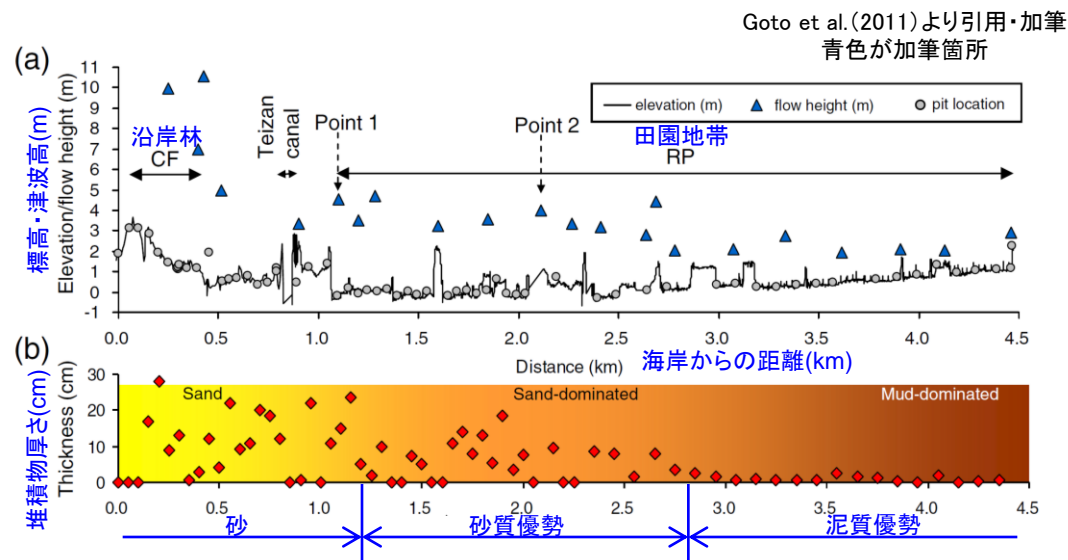 Goto et al.(2011)より引用・加筆
青色が加筆箇所
(a)
標高・津波高(m)
Elevation/flow height (m)
11
10
9
8
7
6
5
4
3
2
1
0
-1
沿岸林
CF
Teizan canal
Point 1
Point 2
elevation (m) flow height (m) pit location
田園地帯
RP
0.0 0.5 1.0 1.5 2.0 2.5 3.0 3.5 4.0 4.5
Distance (km) 海岸からの距離(km)
(b)
堆積物厚さ(cm)
Thickness (cm)
30
20
10
0
Sand Sand-dominated Mud-dominated
0.0 0.5 1.0 1.5 2.0 2.5 3.0 3.5 4.0 4.5
砂 砂質優勢 泥質優勢